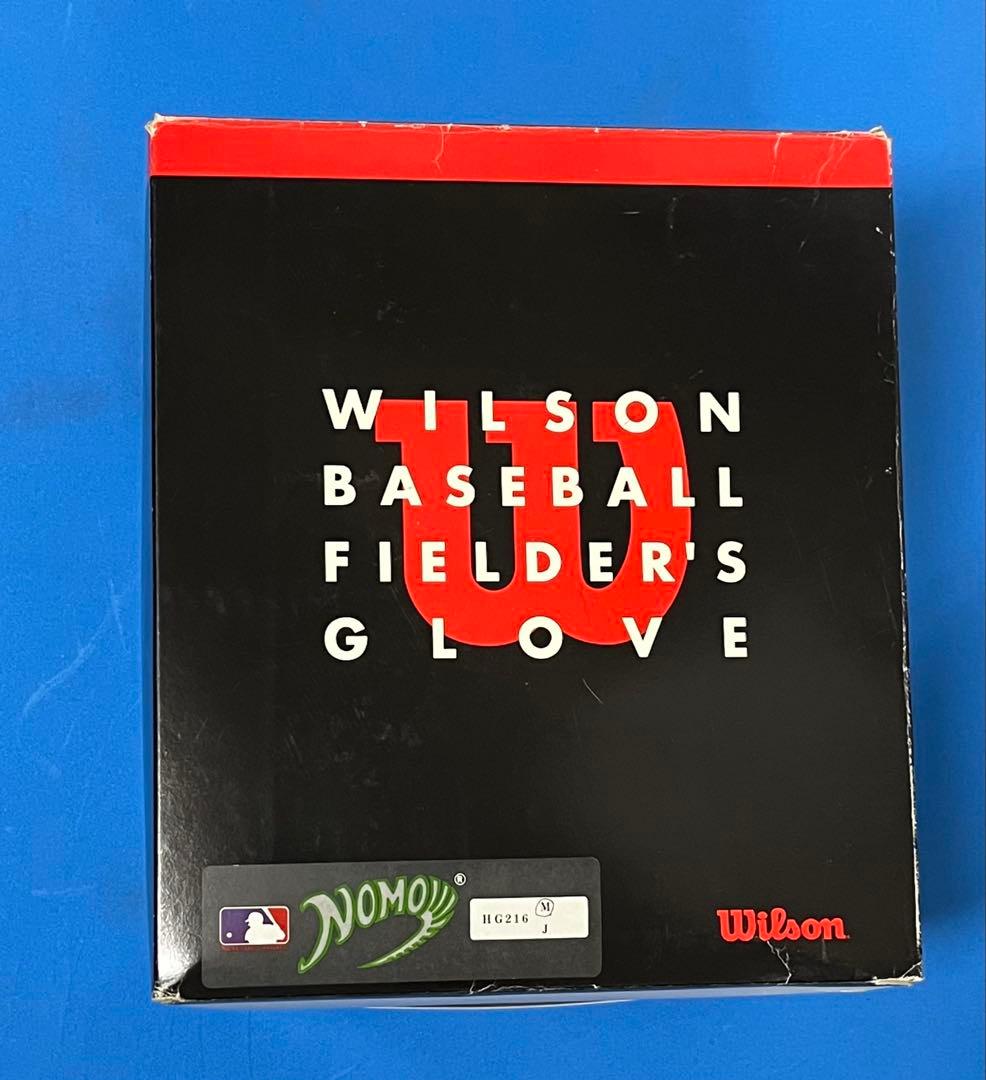 WILSON
BASEBALL
FIELDER'S
GLOVE
NOMO®
HG216 M
J
Wilson